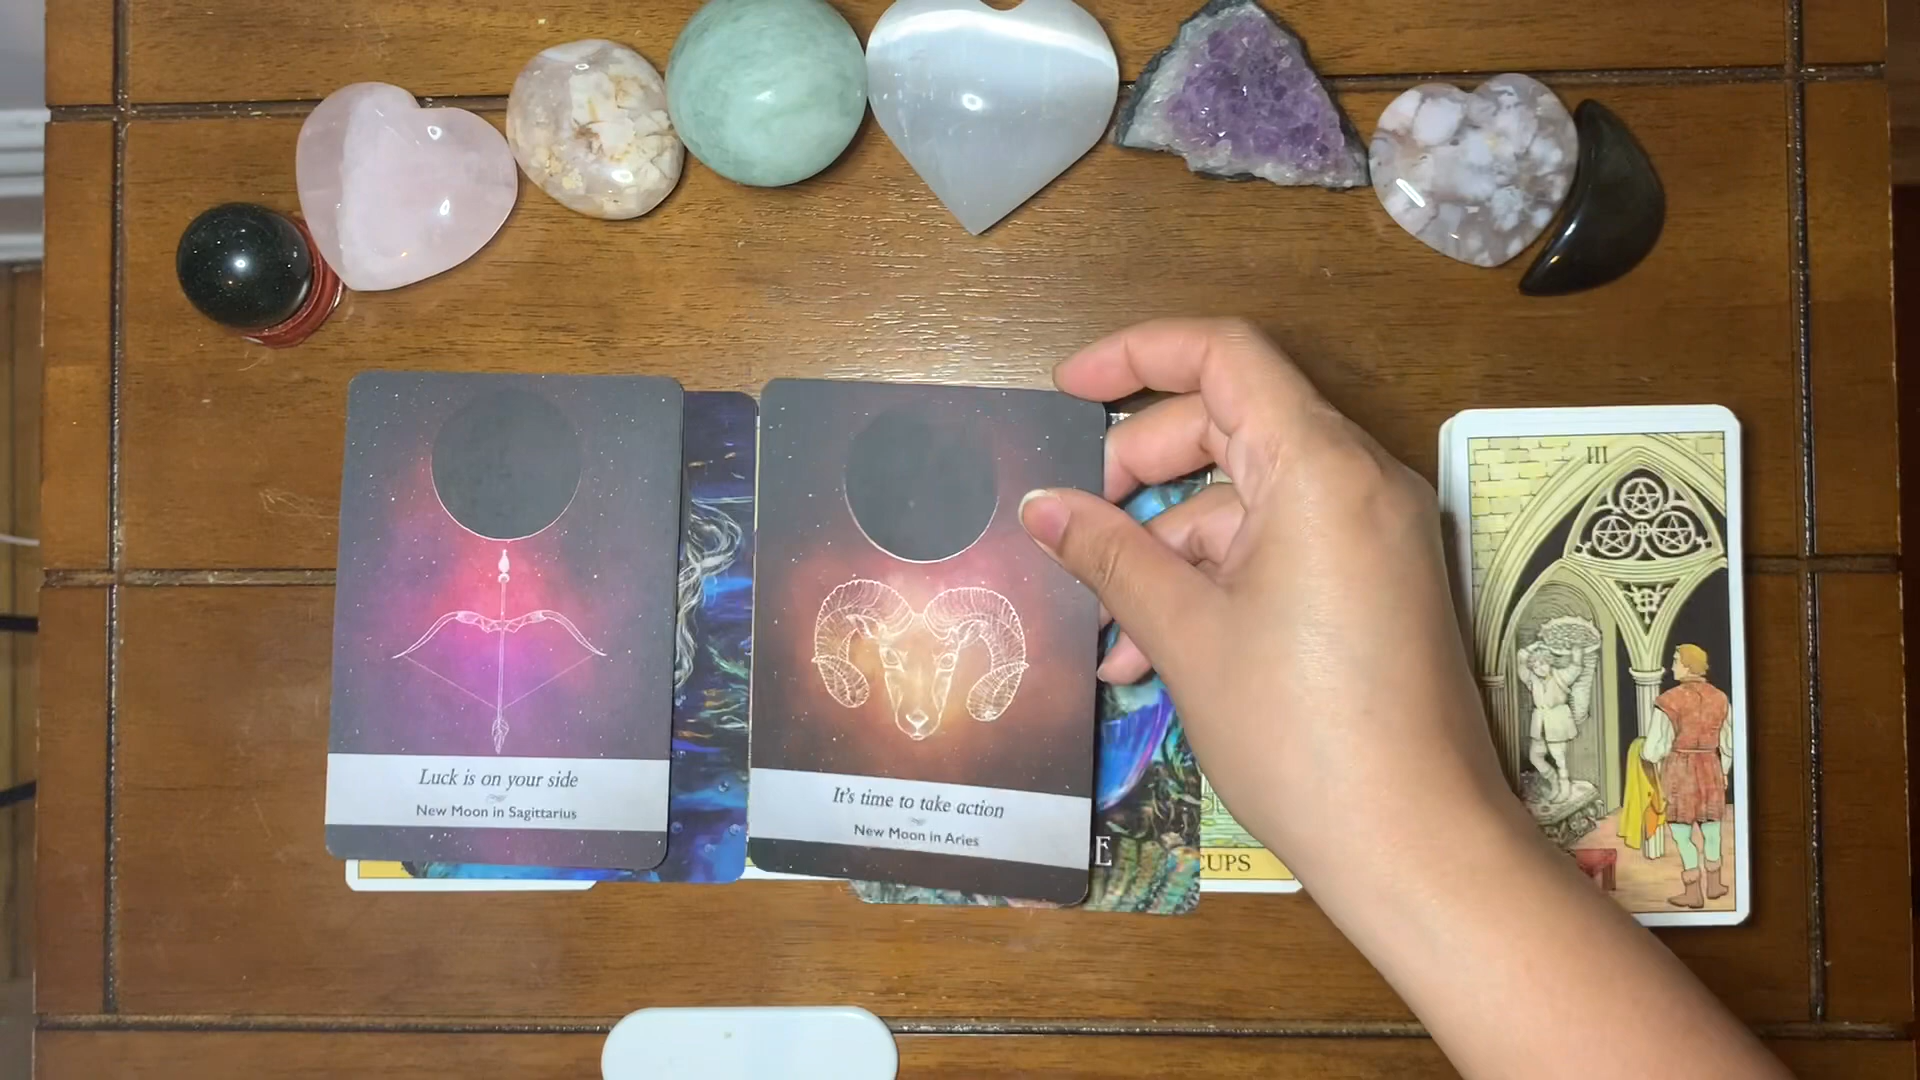 Luck is on your side
New Moon in Sagittarius
It's time to take action
New Moon in Aries
E
CUPS
III